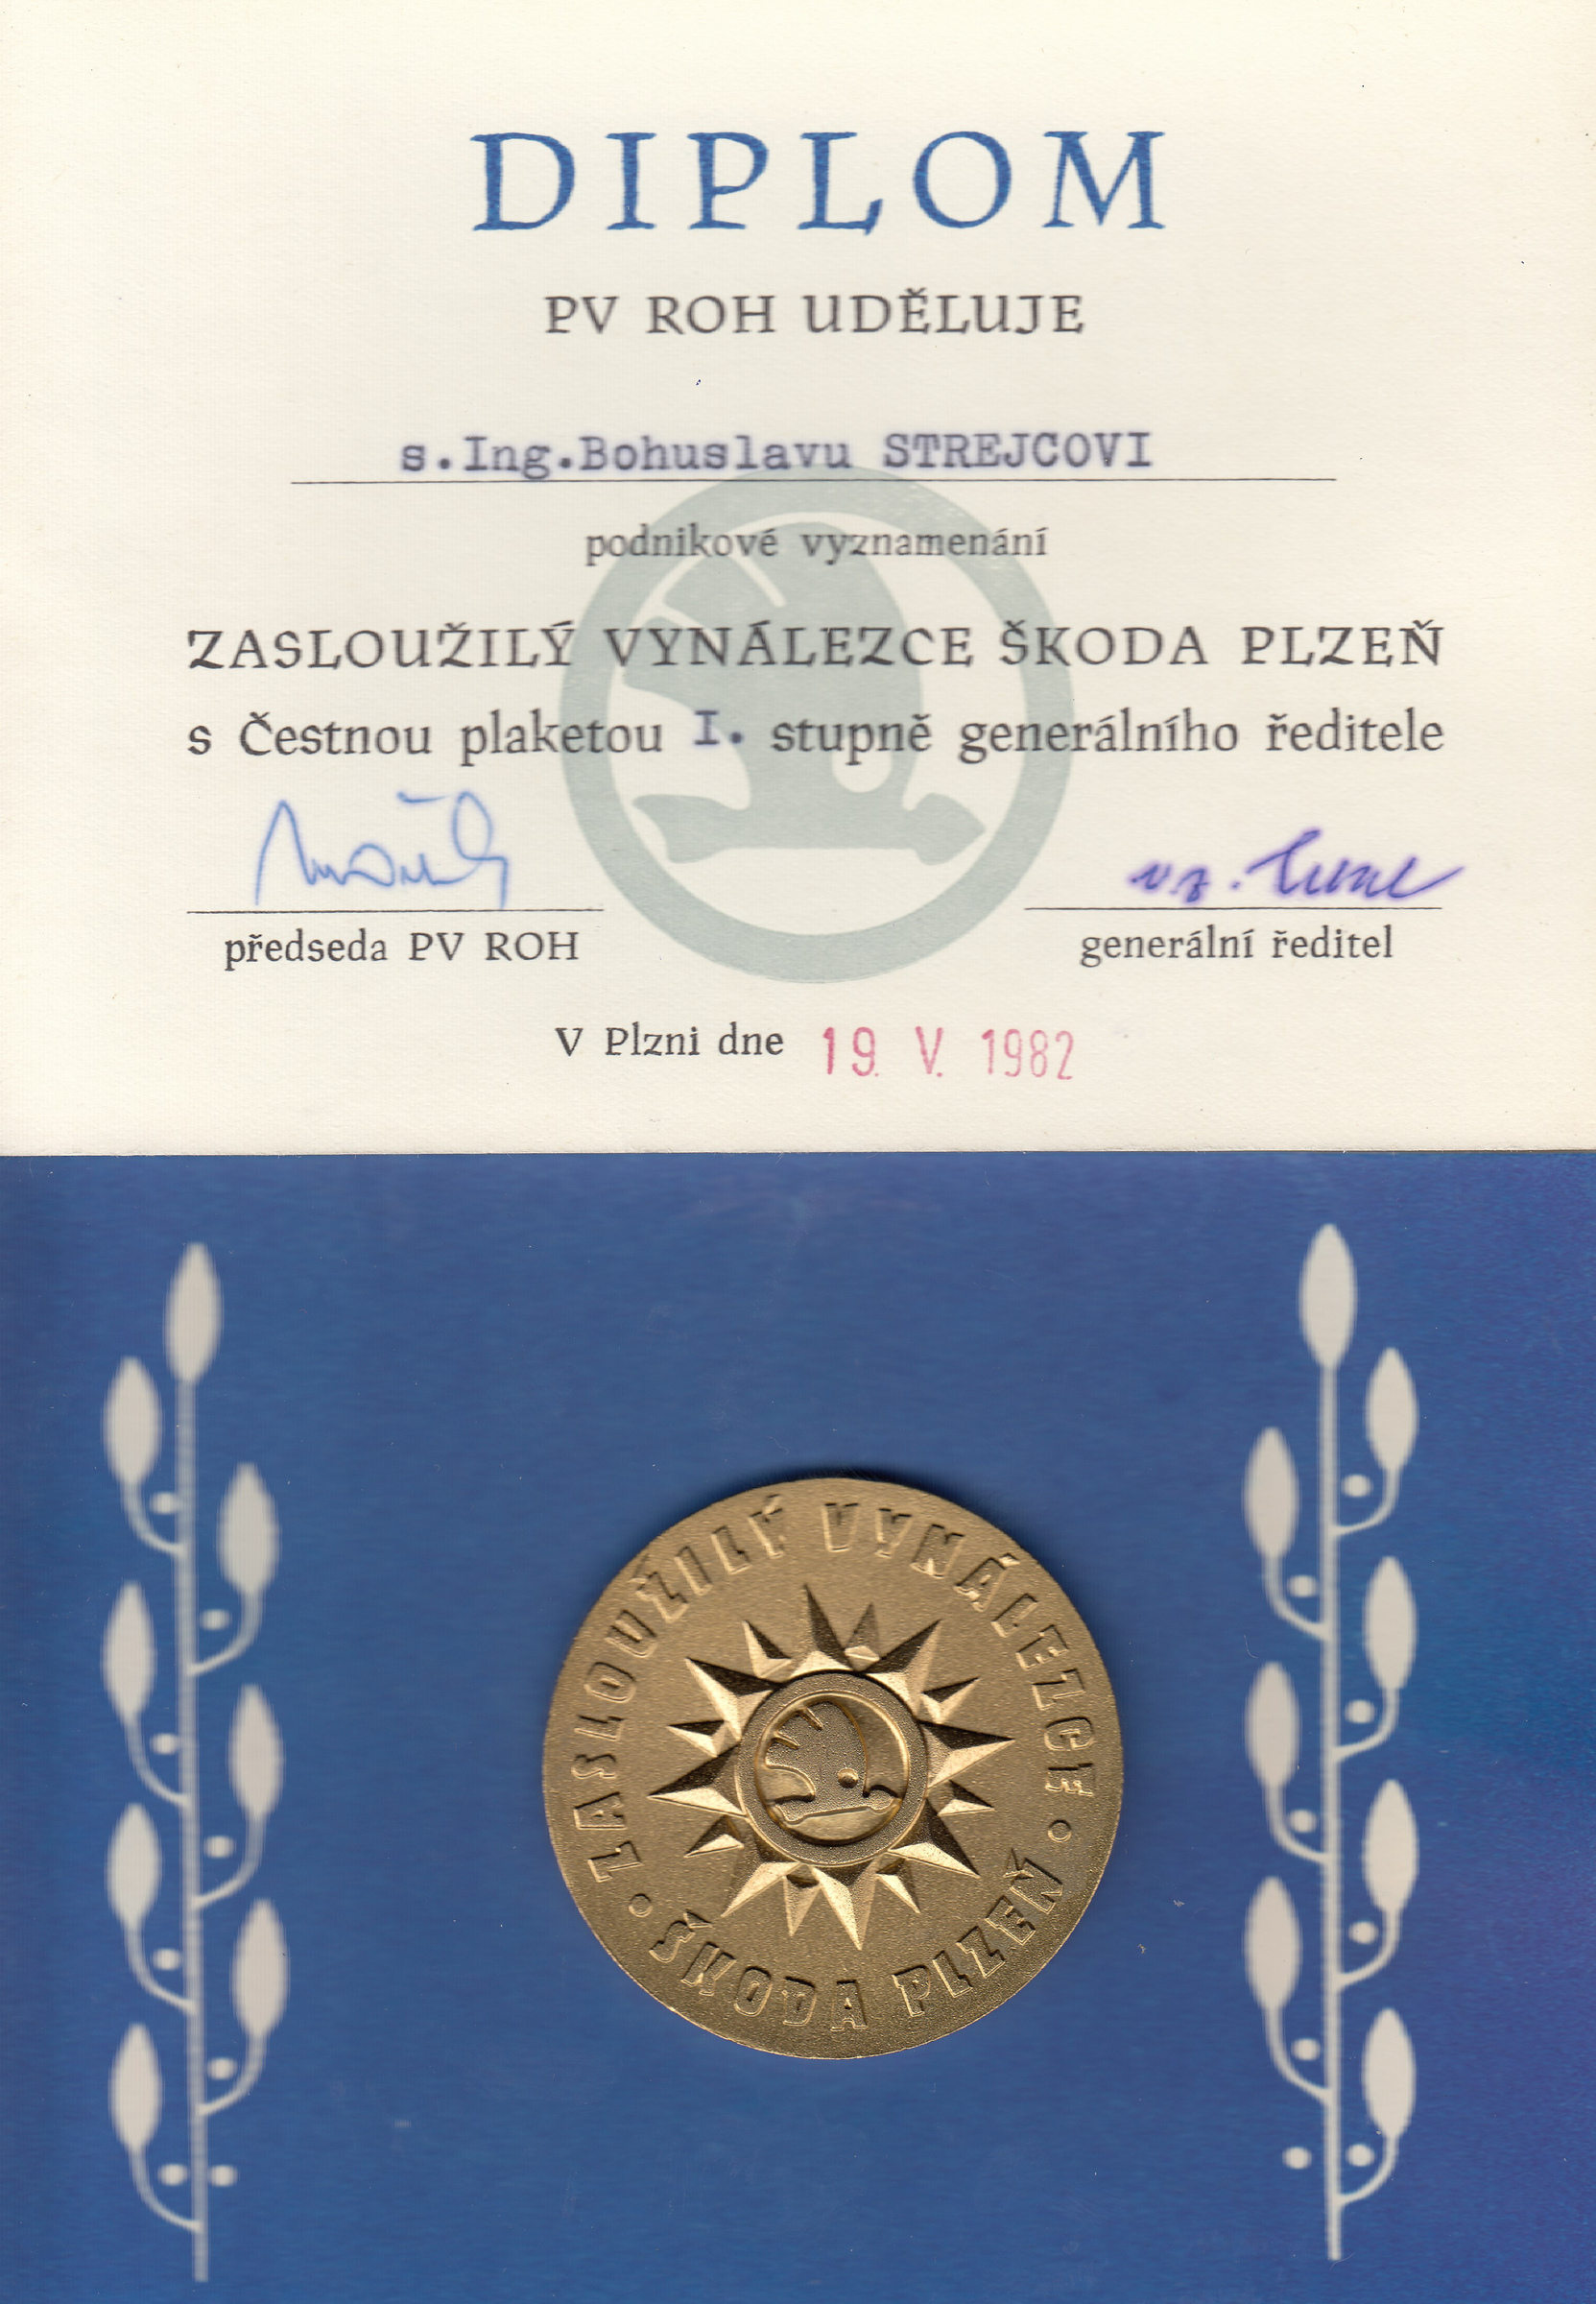 DIPLOM
PV ROH UDĚLUJE
s.Ing.Bohuslavu STREJCOVI
podnikové vyznamenání
ZASLOUŽILÝ VYNÁLEZCE ŠKODA PLZEŇ
s Čestnou plaketou I. stupně generálního ředitele
v.z.
předseda PV ROH
generální ředitel
V Plzni dne 19. V. 1982
ZASLOUŽILÝ VYNÁLEZCE
ŠKODA PLZEŇ